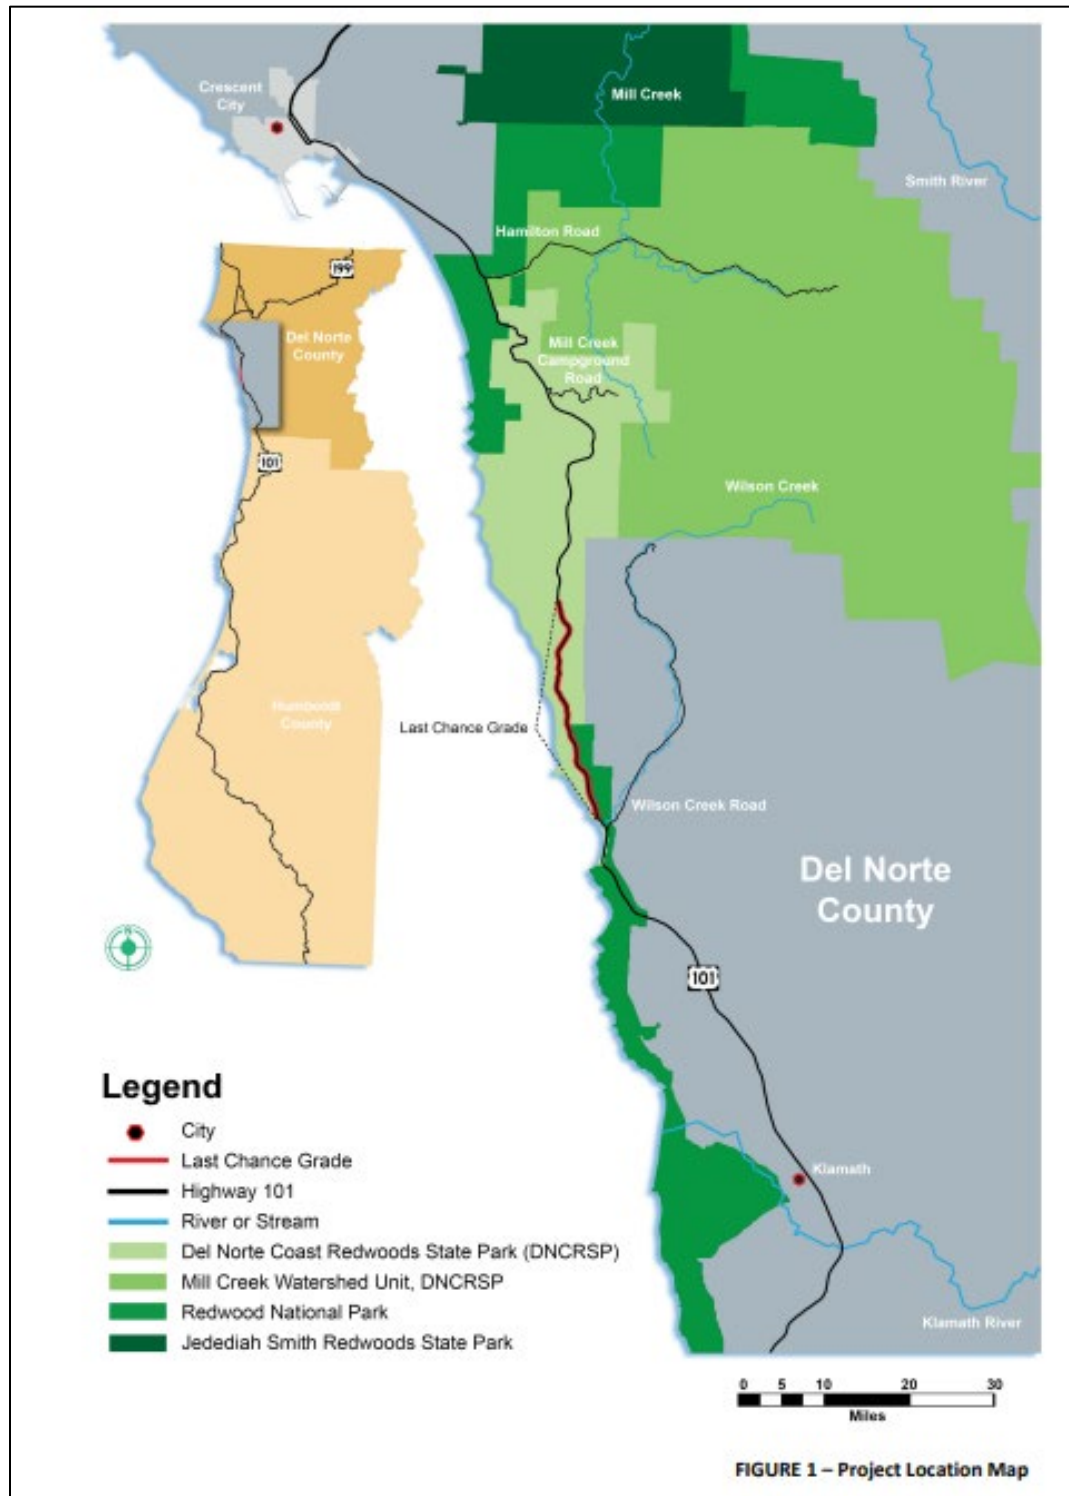 Crescent
City
Mill Creek
Smith River
Hamilton Road
199
Del Norte
County
Mill Creek
Campground
Road
101
Wilson Creek
Humboldt
County
Last Chance Grade
Wilson Creek Road
Del Norte
County
N
101
Legend
City
Last Chance Grade
Highway 101
River or Stream
Del Norte Coast Redwoods State Park (DNCRSP)
Mill Creek Watershed Unit, DNCRSP
Redwood National Park
Jedediah Smith Redwoods State Park
Klamath
Klamath River
0 5 10 20 30
Miles
FIGURE 1 – Project Location Map